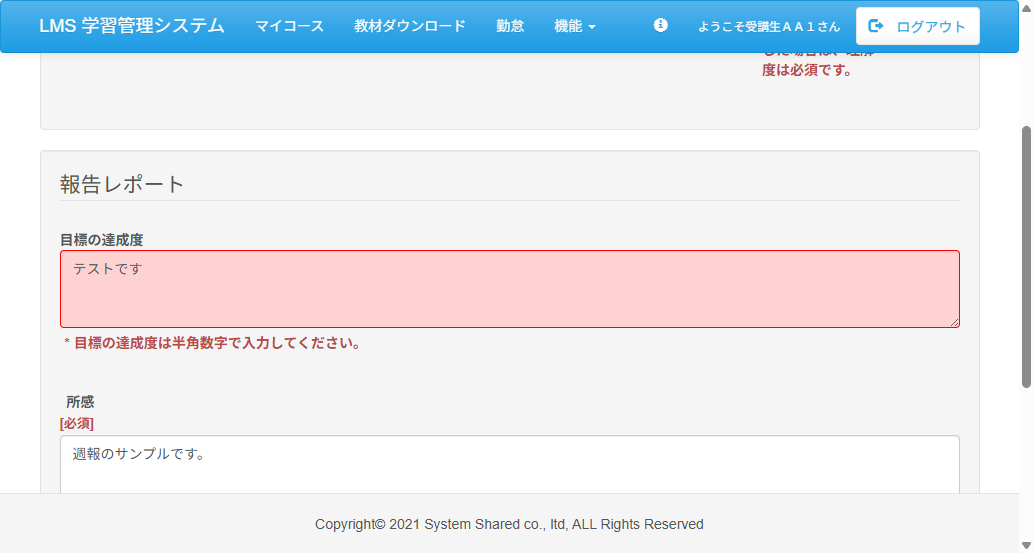 LMS 学習管理システム マイコース 教材ダウンロード 勤怠 機能 ようこそ受講生ＡＡ１さん ログアウト
度は必須です。
報告レポート
目標の達成度
テストです
* 目標の達成度は半角数字で入力してください。
所感
[必須]
週報のサンプルです。
Copyright© 2021 System Shared co., ltd, ALL Rights Reserved